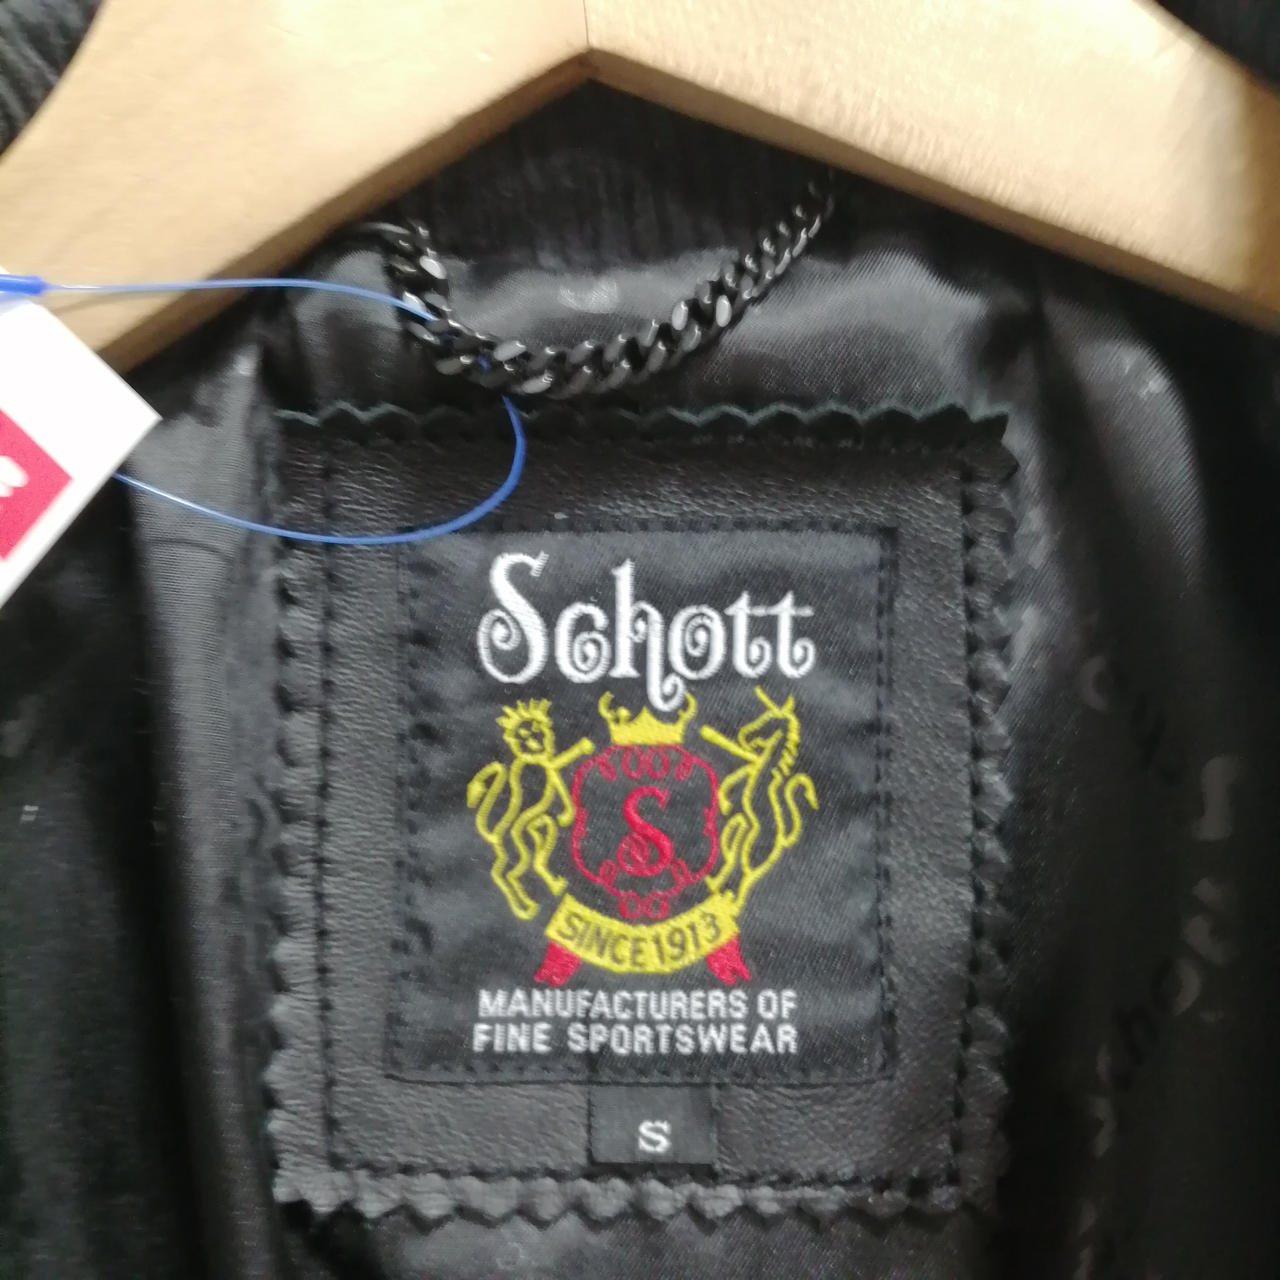 Schott
S
SINCE 1913
MANUFACTURERS OF
FINE SPORTSWEAR
S